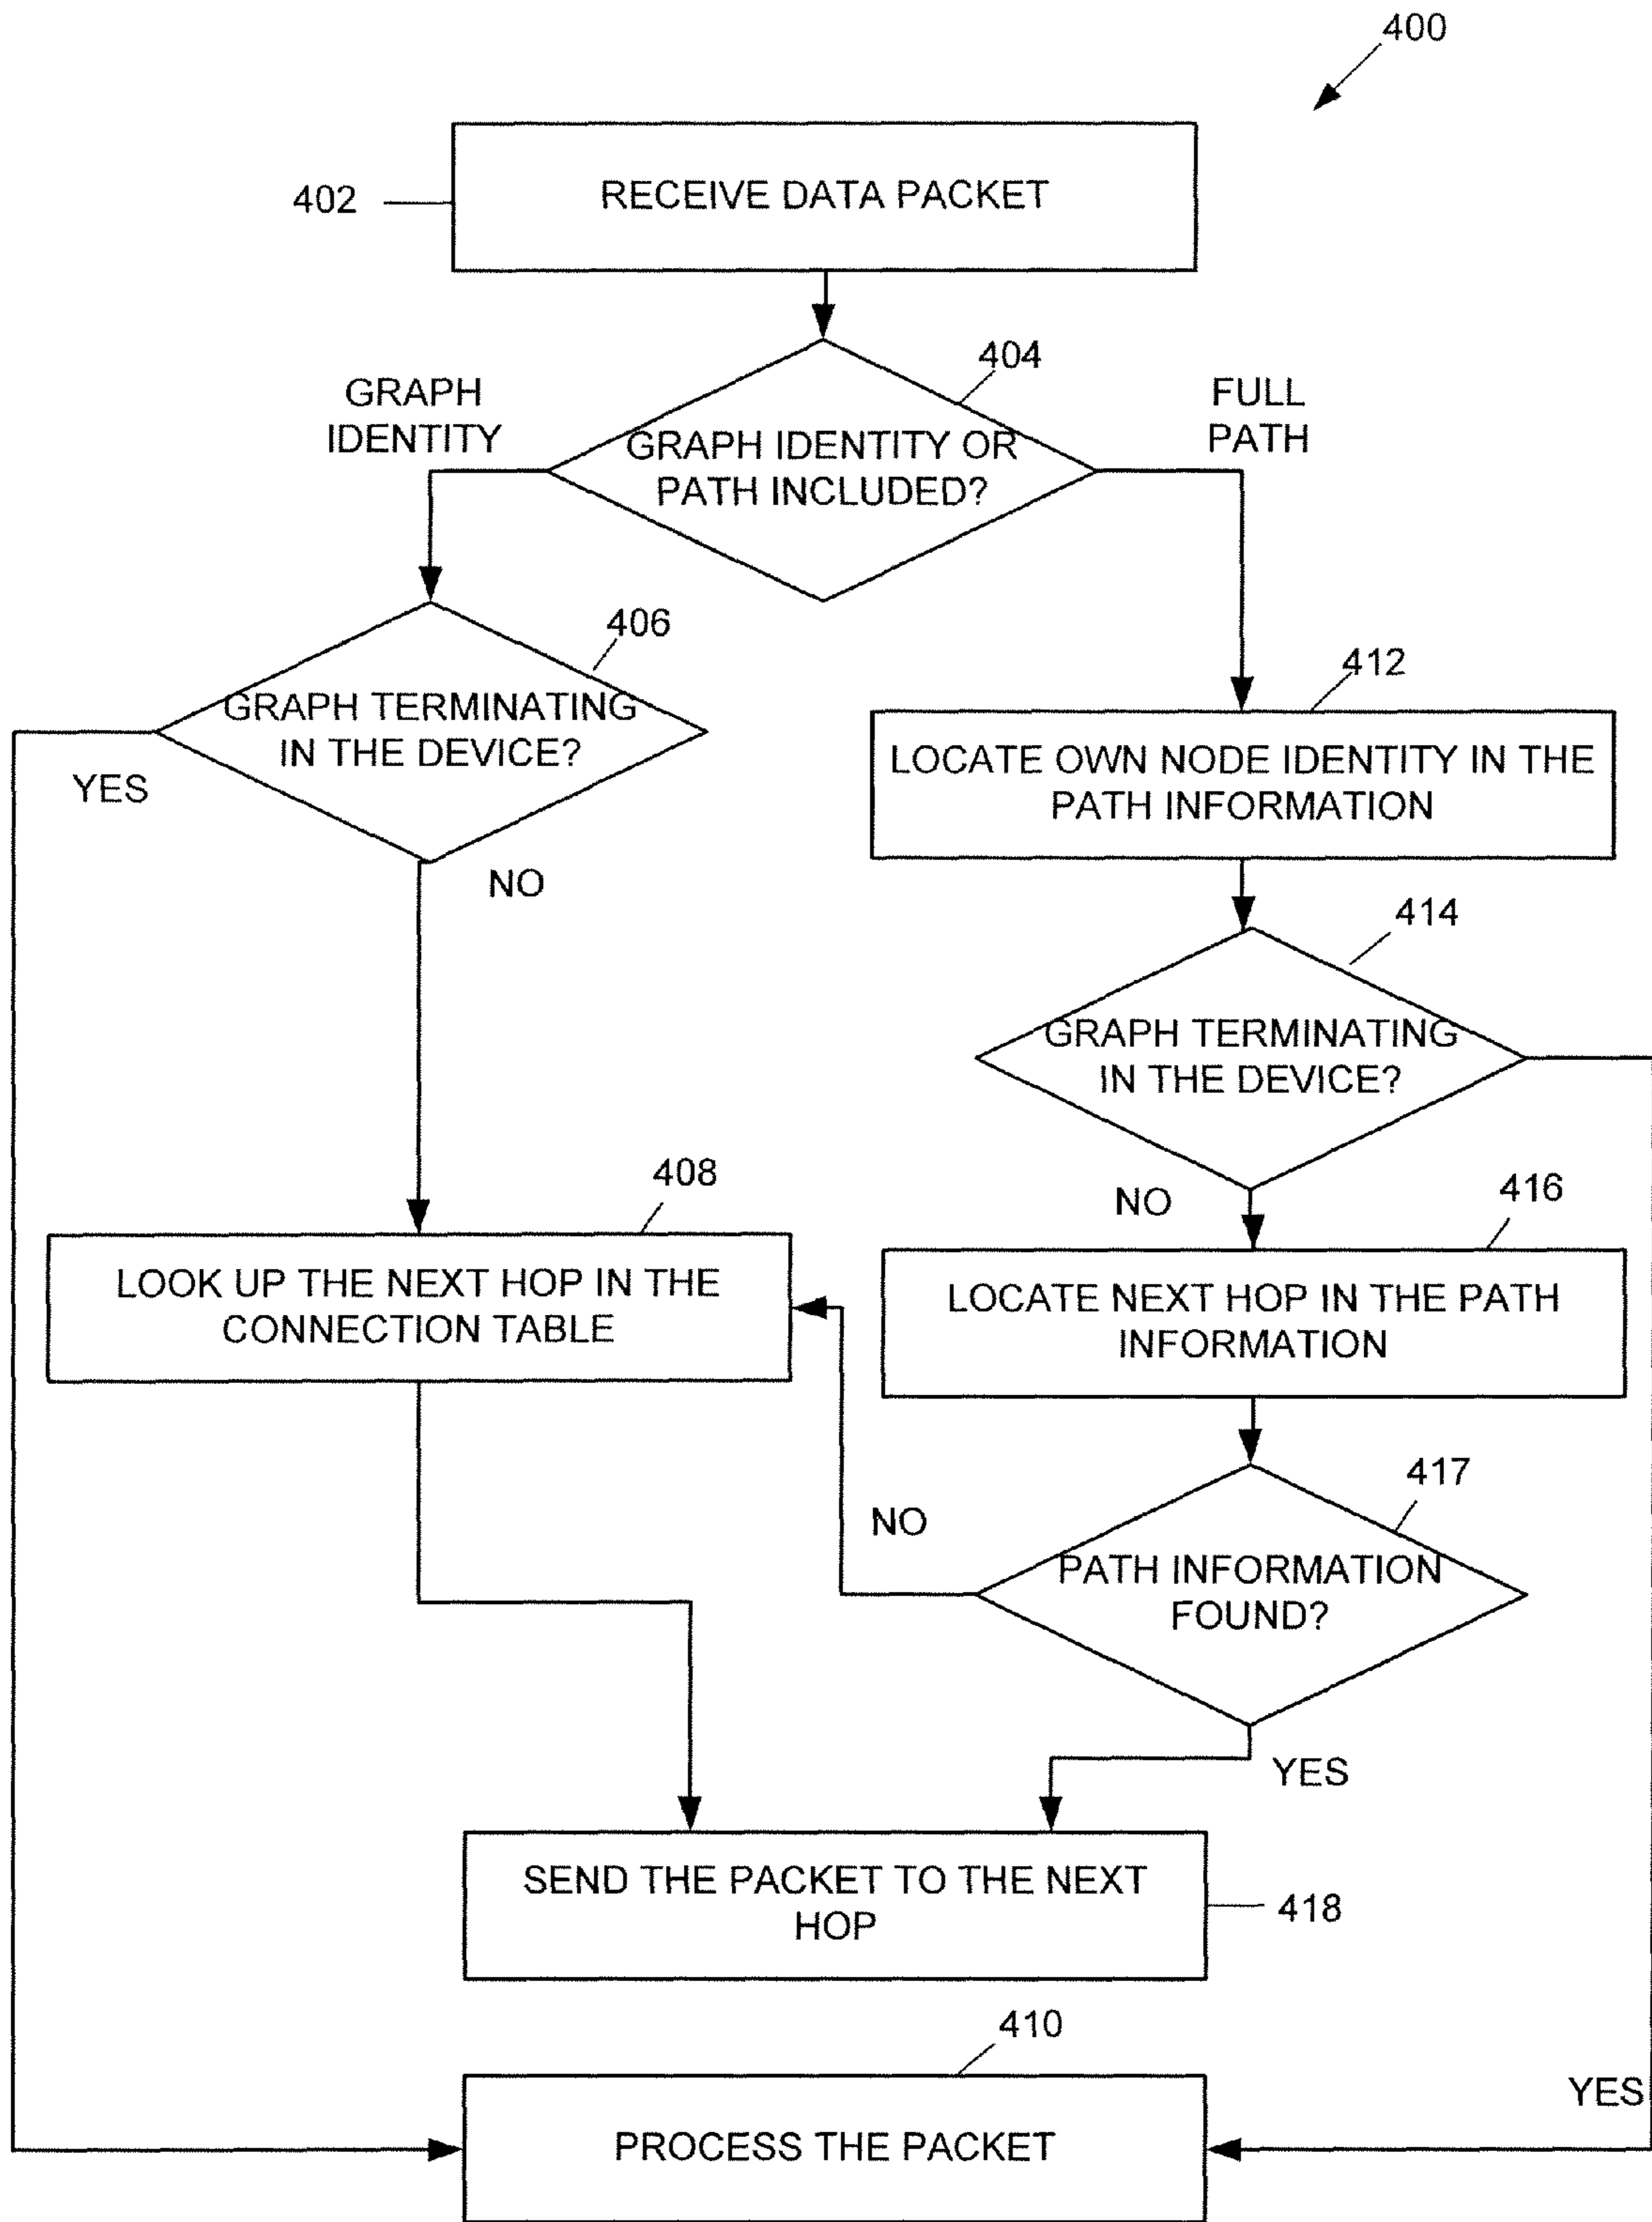 400
402
RECEIVE DATA PACKET
404
GRAPH
IDENTITY
FULL
PATH
GRAPH IDENTITY OR
PATH INCLUDED?
406
GRAPH TERMINATING
IN THE DEVICE?
YES
NO
412
LOCATE OWN NODE IDENTITY IN THE
PATH INFORMATION
414
GRAPH TERMINATING
IN THE DEVICE?
NO
408
LOOK UP THE NEXT HOP IN THE
CONNECTION TABLE
416
LOCATE NEXT HOP IN THE PATH
INFORMATION
417
NO
PATH INFORMATION
FOUND?
YES
SEND THE PACKET TO THE NEXT
HOP
418
410
YES
PROCESS THE PACKET